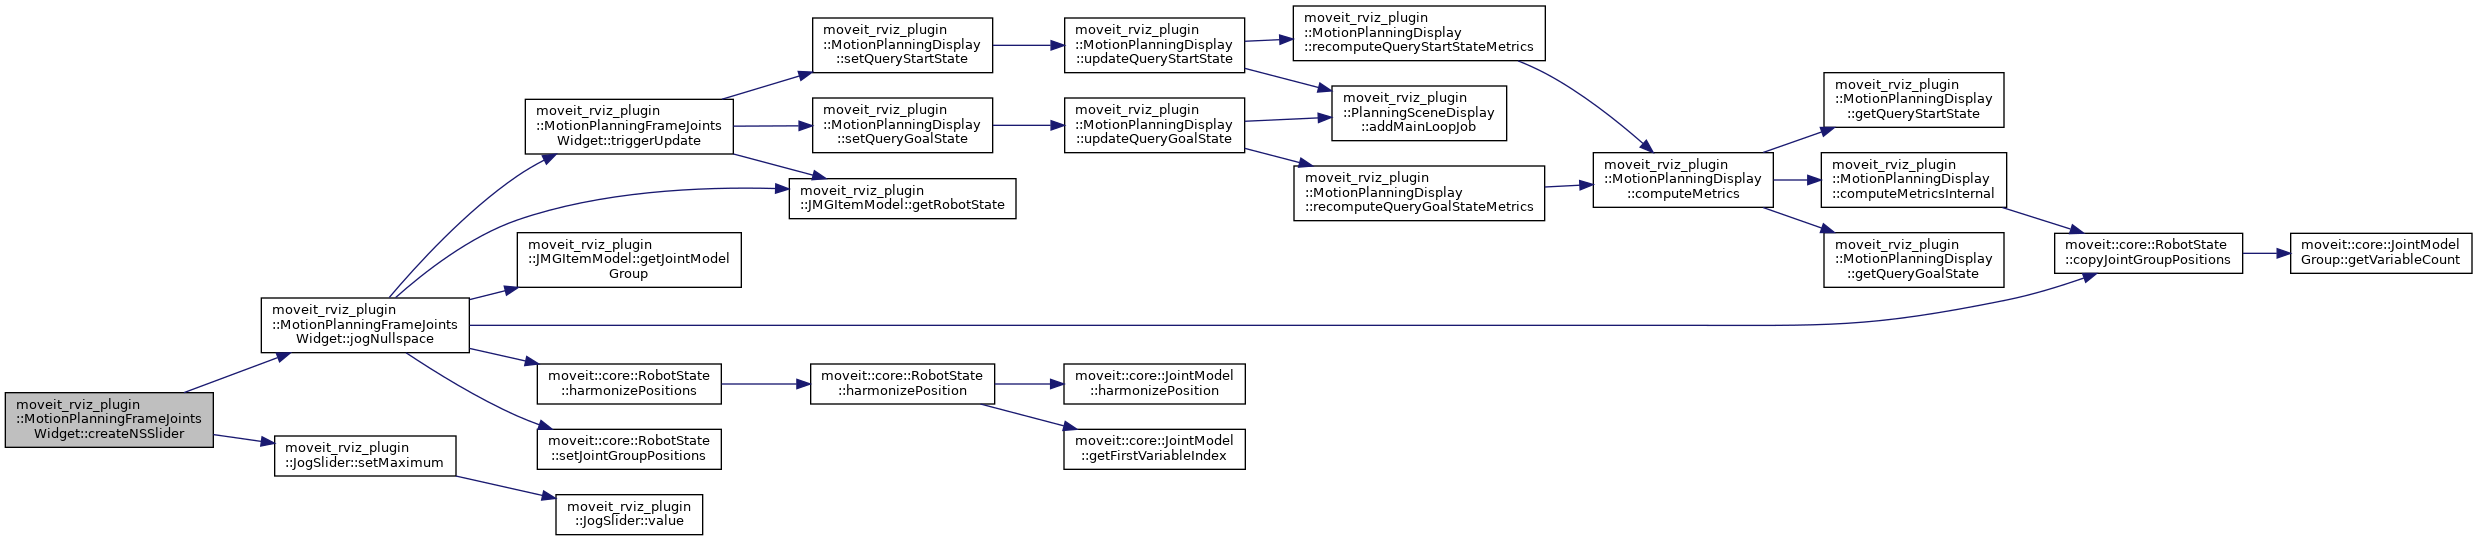 moveit_rviz_plugin
::MotionPlanningFrameJoints
Widget::createNSSlider
moveit_rviz_plugin
::MotionPlanningFrameJoints
Widget::jogNullspace
moveit_rviz_plugin
::JogSlider::setMaximum
moveit_rviz_plugin
::MotionPlanningFrameJoints
Widget::triggerUpdate
moveit_rviz_plugin
::JMGItemModel::getJointModel
Group
moveit::core::RobotState
::harmonizePositions
moveit::core::RobotState
::setJointGroupPositions
moveit_rviz_plugin
::JogSlider::value
moveit_rviz_plugin
::MotionPlanningDisplay
::setQueryStartState
moveit_rviz_plugin
::MotionPlanningDisplay
::setQueryGoalState
moveit_rviz_plugin
::JMGItemModel::getRobotState
moveit::core::RobotState
::harmonizePosition
moveit_rviz_plugin
::MotionPlanningDisplay
::updateQueryStartState
moveit_rviz_plugin
::MotionPlanningDisplay
::updateQueryGoalState
moveit::core::JointModel
::harmonizePosition
moveit::core::JointModel
::getFirstVariableIndex
moveit_rviz_plugin
::MotionPlanningDisplay
::recomputeQueryStartStateMetrics
moveit_rviz_plugin
::PlanningSceneDisplay
::addMainLoopJob
moveit_rviz_plugin
::MotionPlanningDisplay
::recomputeQueryGoalStateMetrics
moveit_rviz_plugin
::MotionPlanningDisplay
::computeMetrics
moveit_rviz_plugin
::MotionPlanningDisplay
::getQueryStartState
moveit_rviz_plugin
::MotionPlanningDisplay
::computeMetricsInternal
moveit_rviz_plugin
::MotionPlanningDisplay
::getQueryGoalState
moveit::core::RobotState
::copyJointGroupPositions
moveit::core::JointModel
Group::getVariableCount